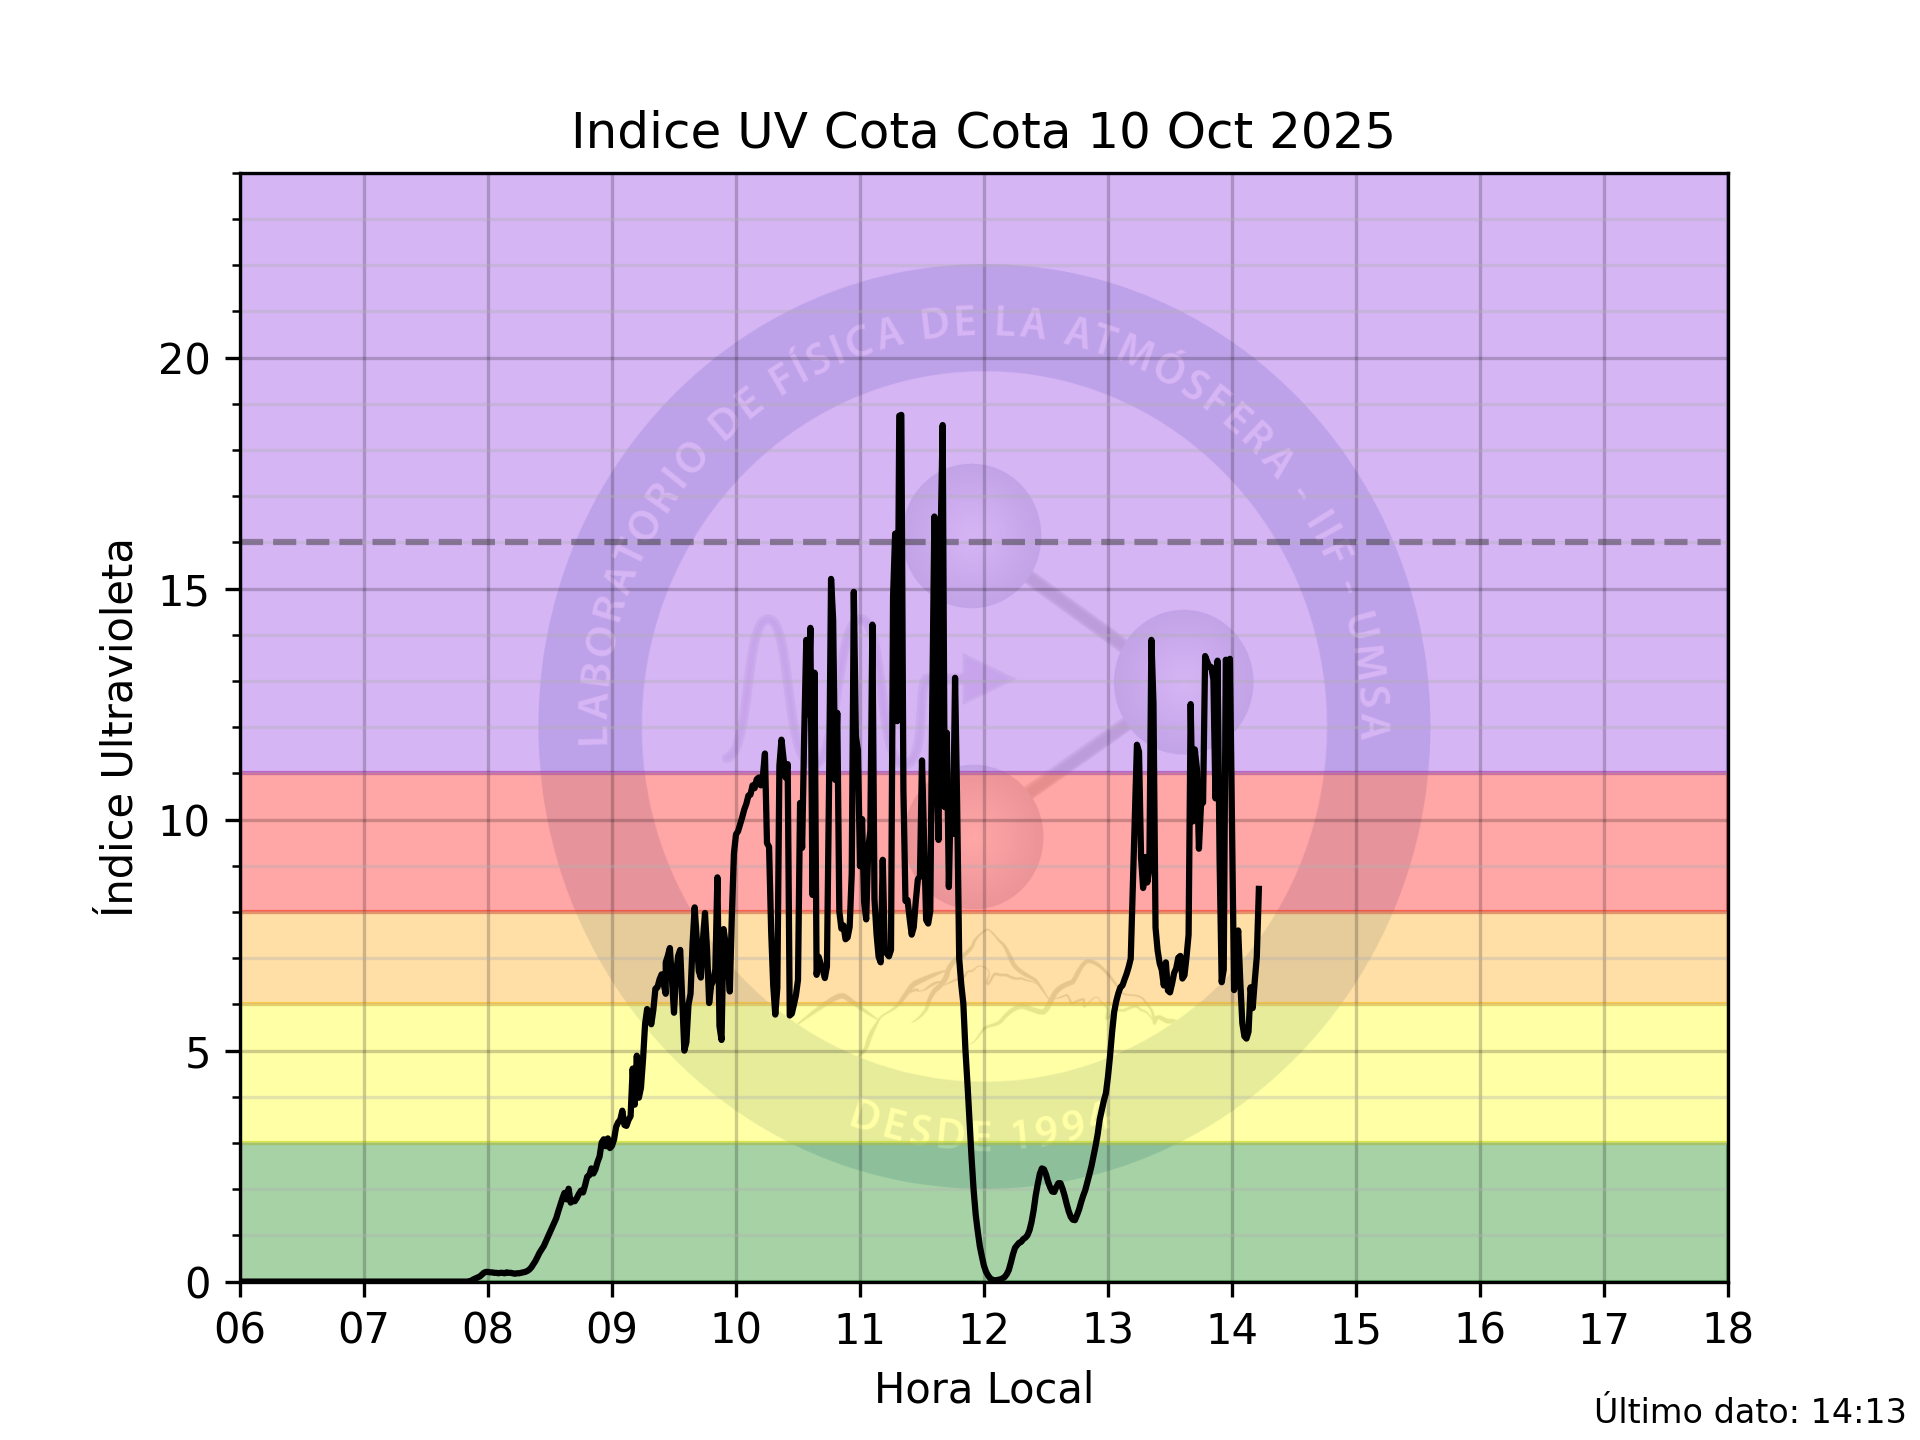 Indice UV Cota Cota 10 Oct 2025
Índice Ultravioleta
20
15
10
5
0
LABORATORIO DE FÍSICA DE LA ATMÓSFERA - IIF - UMSA
DESDE 1994
06 07 08 09 10 11 12 13 14 15 16 17 18
Hora Local
Último dato: 14:13